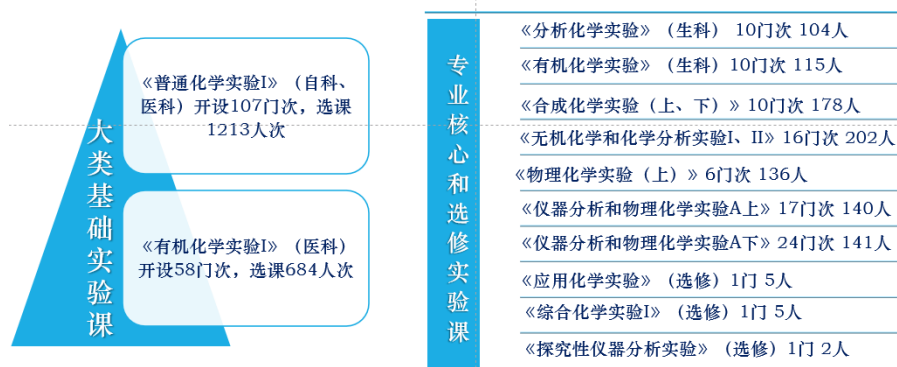 大类基础实验课
《普通化学实验I》（自科、
医科）开设107门次，选课
1213人次
《有机化学实验I》（医科）
开设58门次，选课684人次
专业核心和选修实验课
《分析化学实验》（生科） 10门次 104人
《有机化学实验》（生科）10门次 115人
《合成化学实验（上、下）》10门次 178人
《无机化学和化学分析实验I、II》16门次 202人
《物理化学实验（上）》6门次 136人
《仪器分析和物理化学实验A上》17门次 140人
《仪器分析和物理化学实验A下》24门次 141人
《应用化学实验》（选修）1门 5人
《综合化学实验I》（选修）1门 5人
《探究性仪器分析实验》（选修）1门 2人